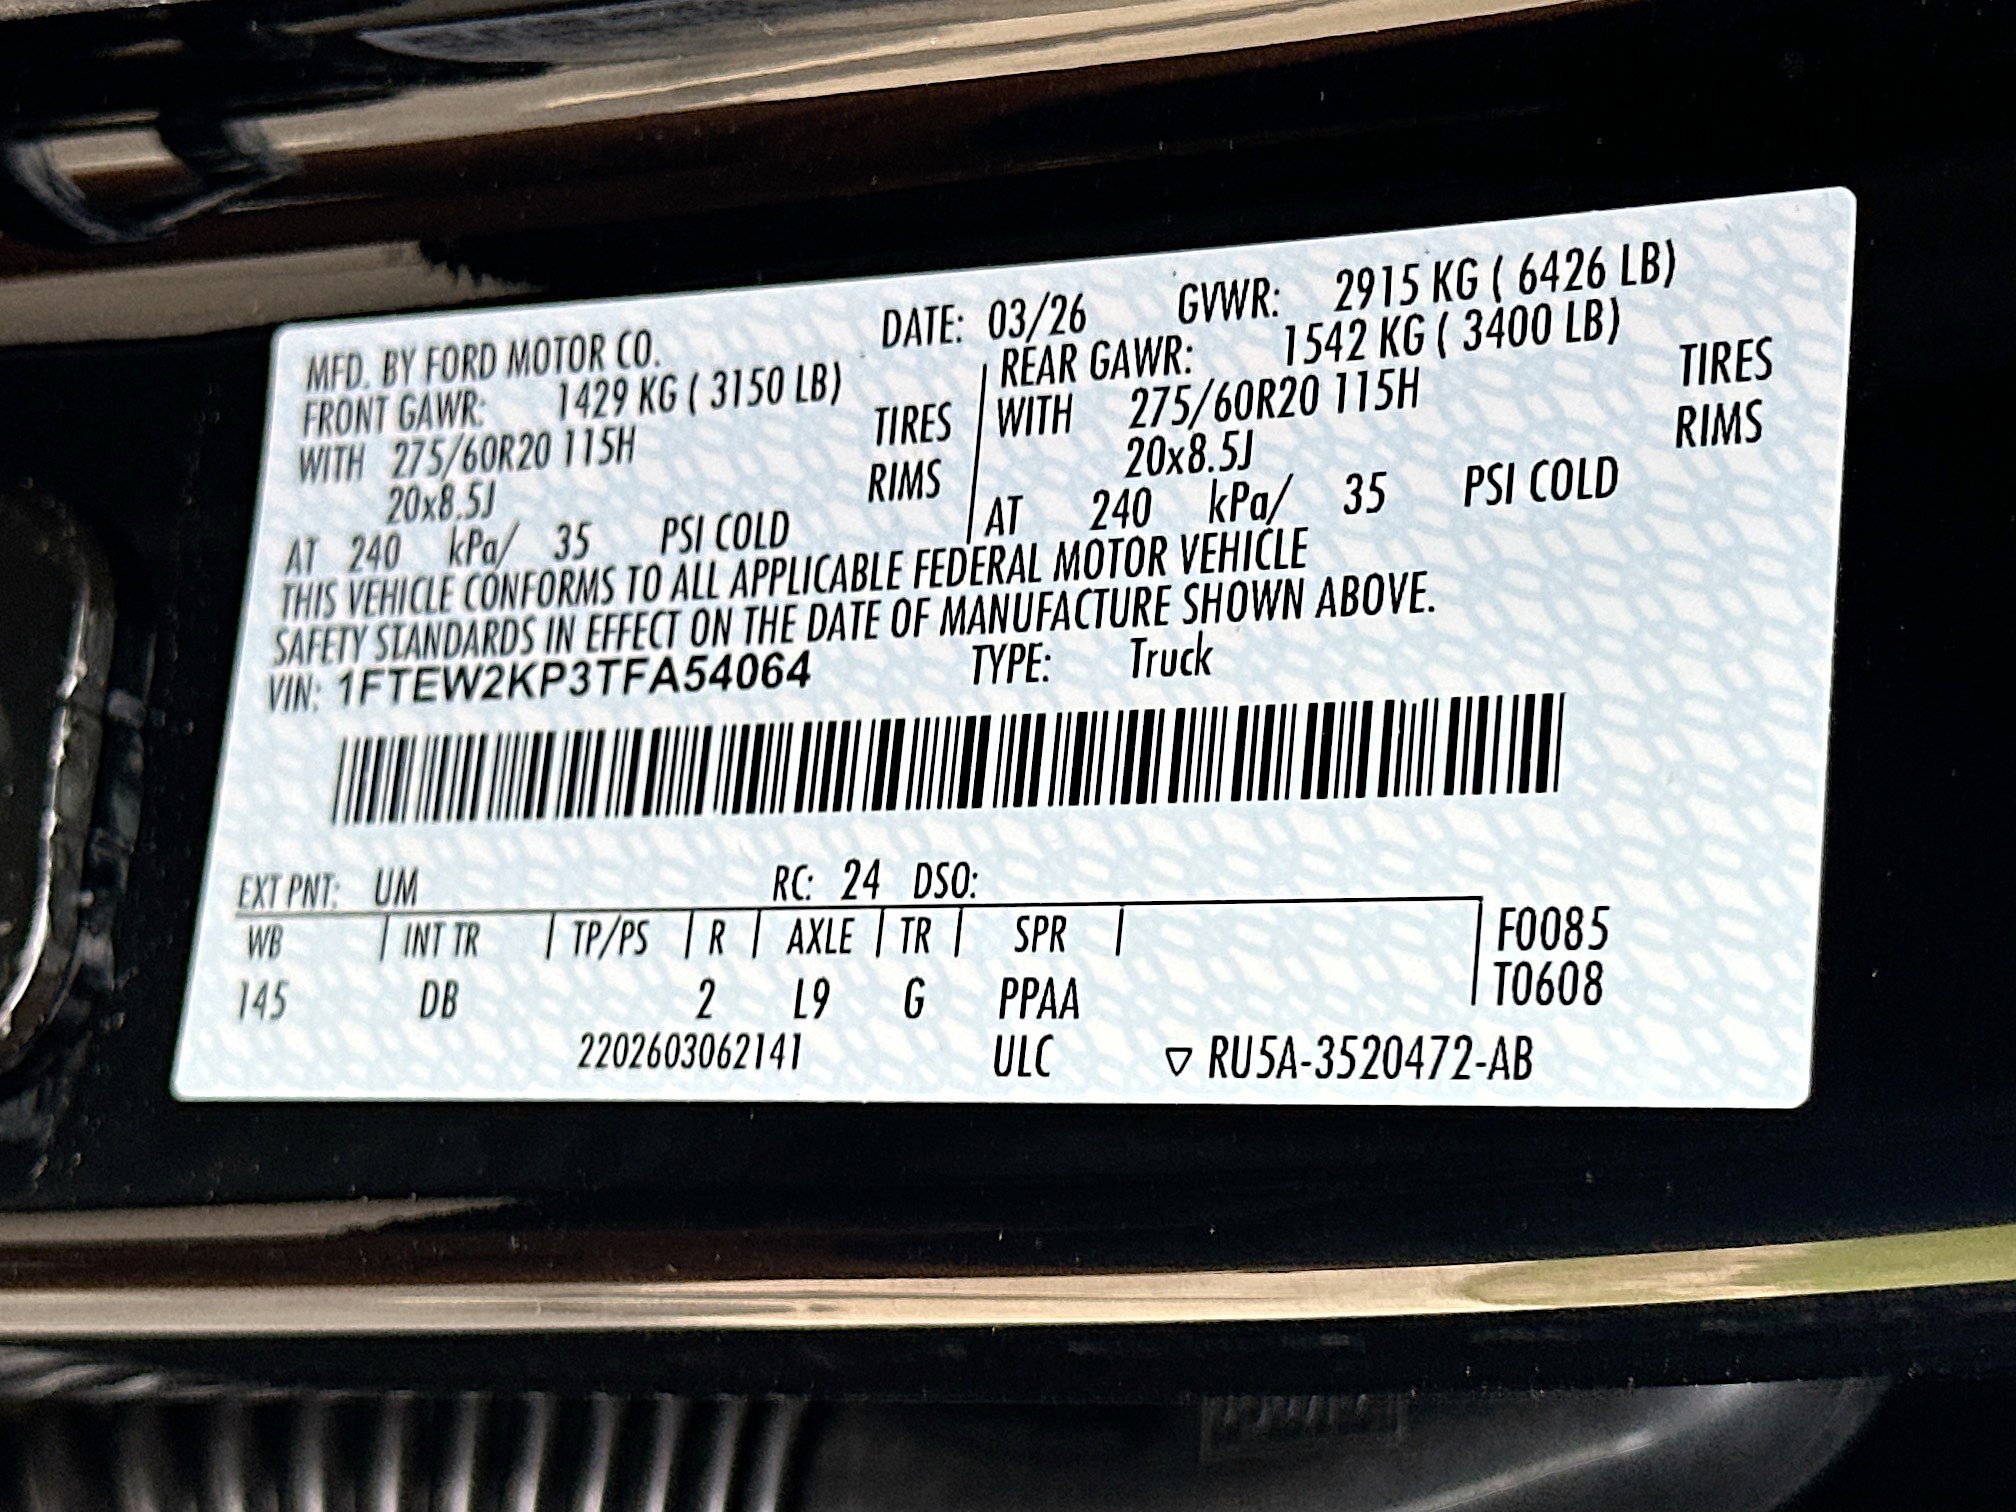 MFD. BY FORD MOTOR CO. DATE: 03/26 GVWR: 2915 KG ( 6426 LB)
FRONT GAWR: 1429 KG ( 3150 LB) REAR GAWR: 1542 KG ( 3400 LB)
WITH 275/60R20 115H TIRES WITH 275/60R20 115H TIRES
20x8.5J RIMS 20x8.5J RIMS
AT 240 kPa/ 35 PSI COLD AT 240 kPa/ 35 PSI COLD
THIS VEHICLE CONFORMS TO ALL APPLICABLE FEDERAL MOTOR VEHICLE
SAFETY STANDARDS IN EFFECT ON THE DATE OF MANUFACTURE SHOWN ABOVE.
VIN: 1FTEW2KP3TFA54064 TYPE: Truck
EXT PNT: UM RC: 24 DSO:
WB | INT TR | TP/PS | R | AXLE | TR | SPR | F0085
145 DB 2 L9 G PPAA T0608
2202603062141 ULC ▽ RU5A-3520472-AB